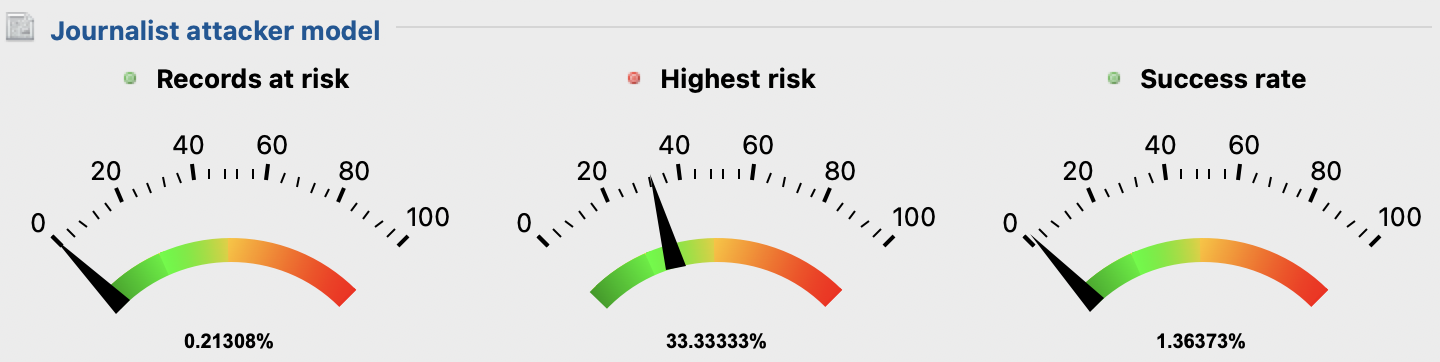 Journalist attacker model
Records at risk
Highest risk
Success rate
0 20 40 60 80 100
0 20 40 60 80 100
0 20 40 60 80 100
0.21308%
33.33333%
1.36373%